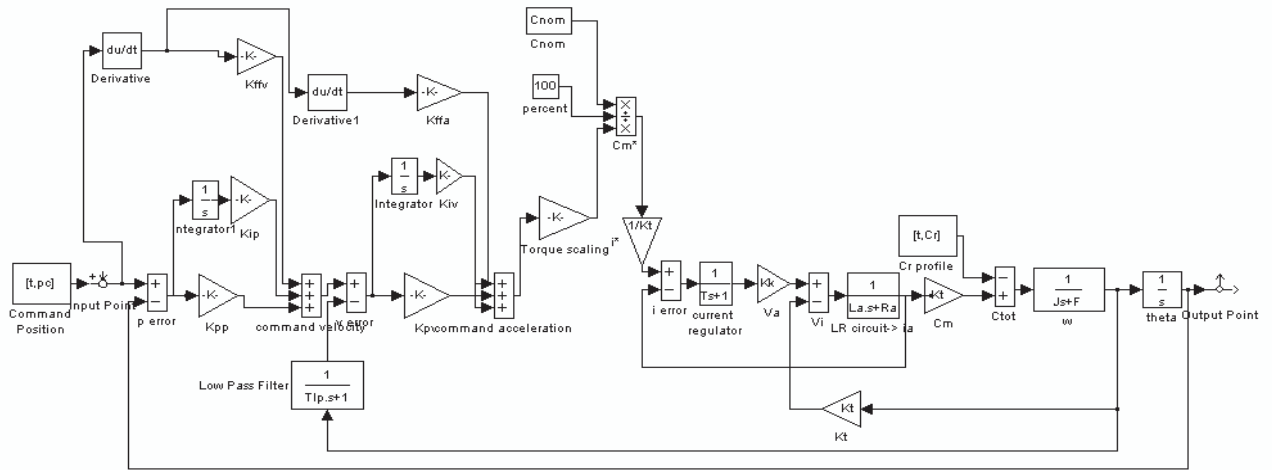 Cnom
Cnom
du/dt
Derivative
-K-
Kffv
du/dt
Derivative1
-K-
Kffa
100
percent
×
÷
×
Cm*
1
s
ntegrator1
-K-
Kip
1
s
Integrator
K-
Kiv
-K-
Torque scaling
1/Kt
i*
[t,Cr]
Cr profile
[t,pc]
Command
Position
Input Point
+
−
p error
-K-
Kpp
+
+
+
command velocity
+
−
error
-K-
Kpv
+
+
+
command acceleration
+
−
i error
1
Ts+1
current
regulator
Kk
Va
+
−
Vi
1
La.s+Ra
LR circuit-> ia
Kt
Cm
−
+
Ctot
1
Js+F
w
1
s
theta
Output Point
Low Pass Filter
1
Tlp.s+1
Kt
Kt